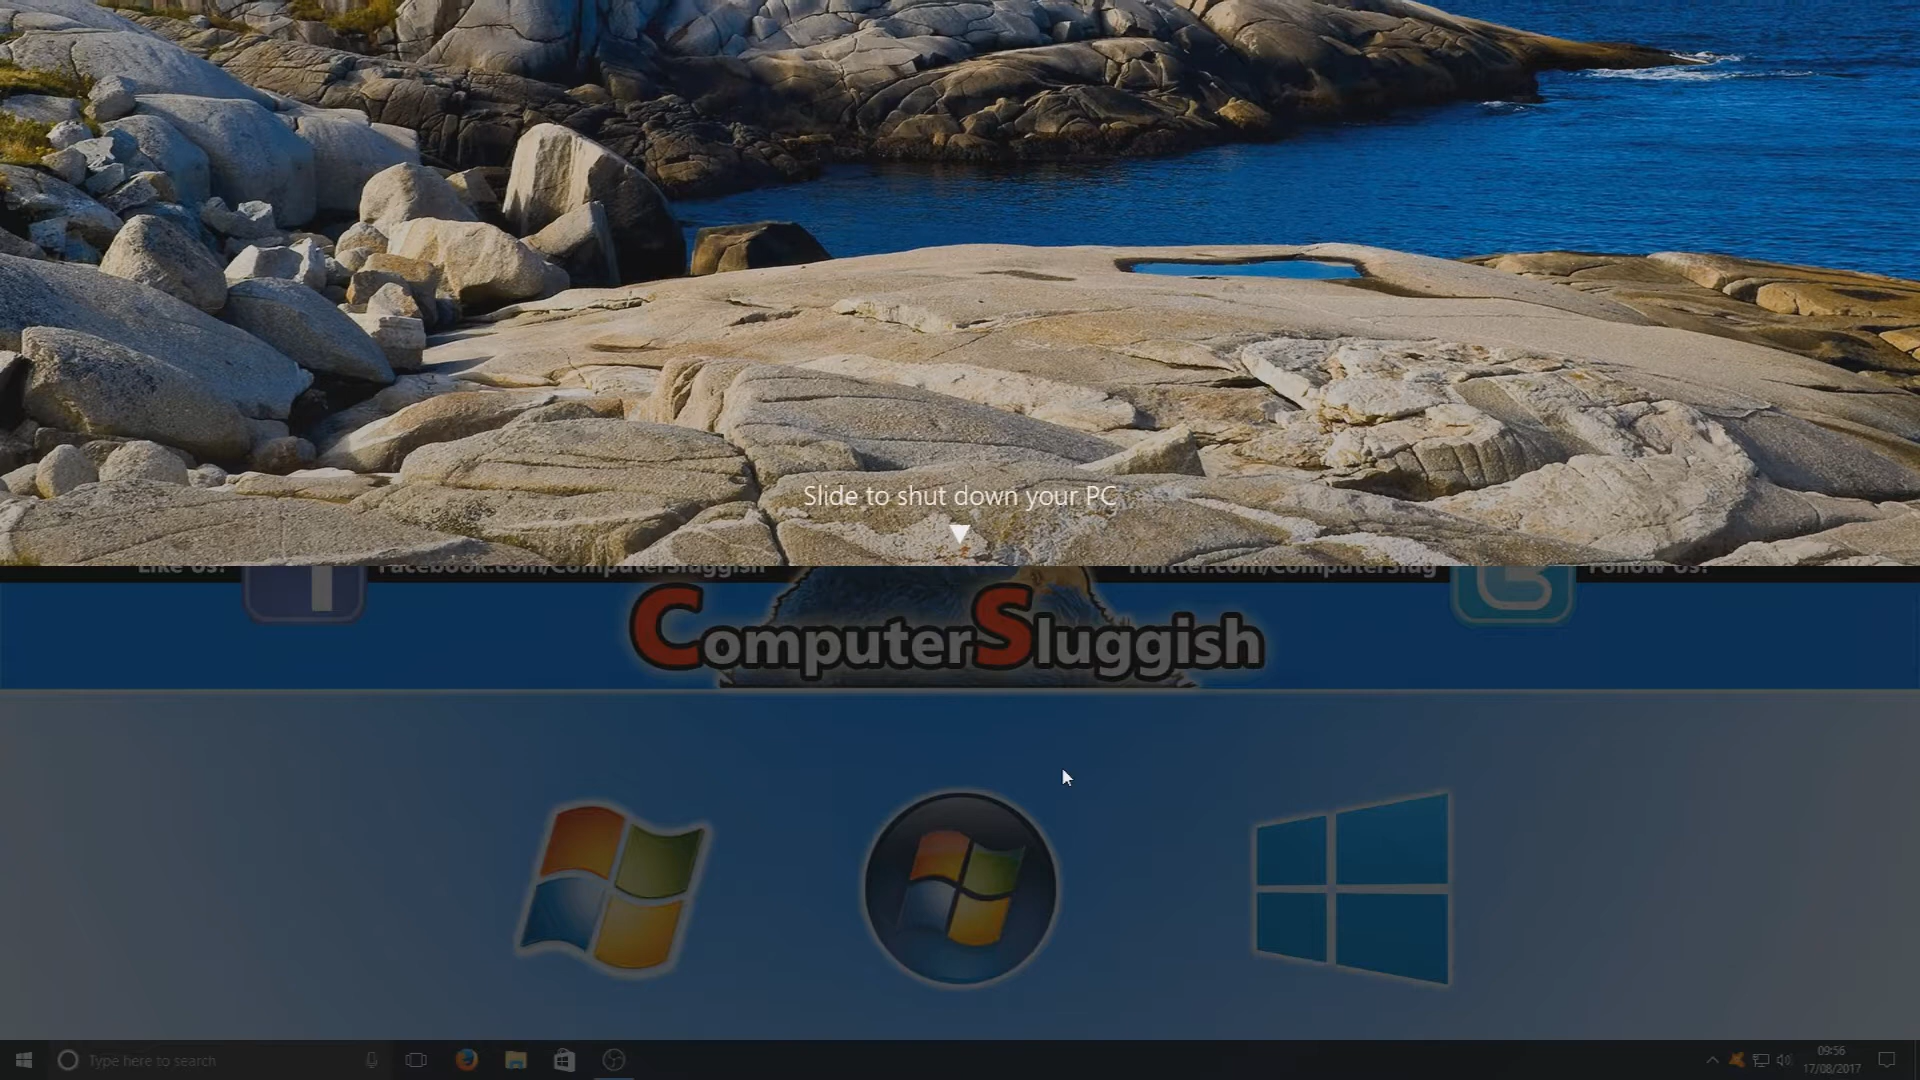 Slide to shut down your PC
Like Us! Facebook.com/ComputerSluggish Twitter.com/ComputerSlug Follow Us!
ComputerSluggish
Type here to search
09:56
17/08/2017